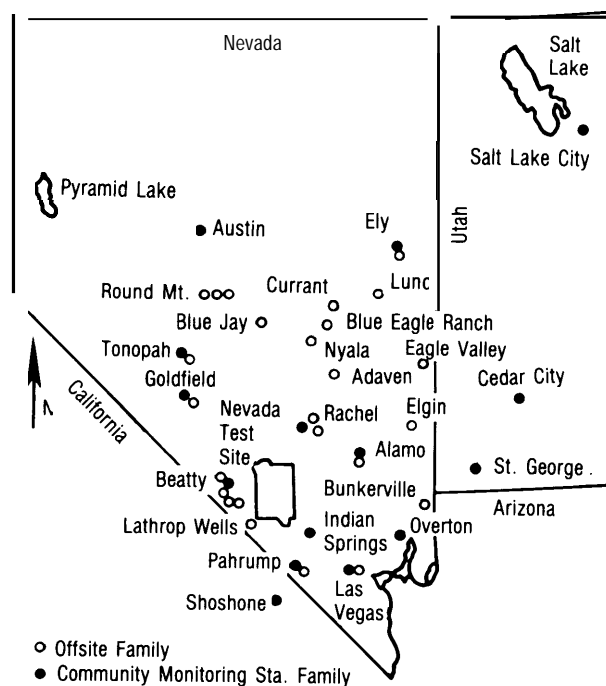 Nevada
Salt
Lake
Salt Lake City
Pyramid Lake
Austin
Ely
Utah
Currant
Lunc
Round Mt.
Blue Jay
Blue Eagle Ranch
Tonopah
Nyala
Eagle Valley
Goldfield
Adaven
Cedar City
California
Nevada
Test
Site
Rachel
Elgin
Alamo
St. George .
Beatty
Bunkerville
Arizona
Lathrop Wells
Indian
Springs
Overton
Pahrump
Las
Vegas
Shoshone
Offsite Family
Community Monitoring Sta. Family